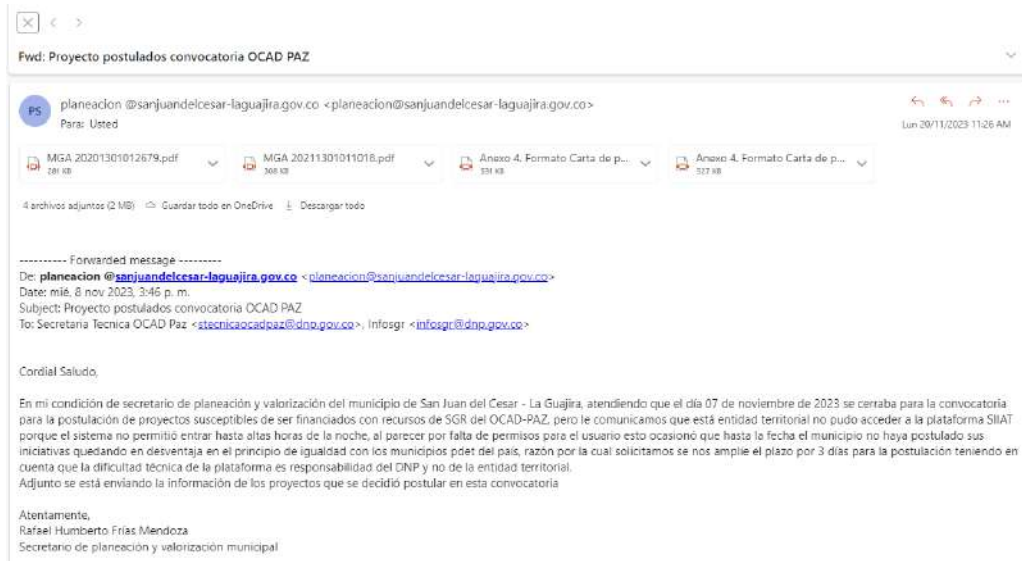 Fwd: Proyecto postulados convocatoria OCAD PAZ
PS
planeacion @sanjuandelcesar-laguajira.gov.co <planeacion@sanjuandelcesar-laguajira.gov.co>
Para: Usted
Lun 20/11/2023 11:26 AM
MGA 20201301012679.pdf
281 KB
MGA 20211301011018.pdf
368 KB
Anexo 4. Formato Carta de p...
331 KB
Anexo 4. Formato Carta de p...
327 KB
4 archivos adjuntos (2 MB) Guardar todo en OneDrive Descargar todo
---------- Forwarded message ---------
De: planeacion @sanjuandelcesar-laguajira.gov.co <planeacion@sanjuandelcesar-laguajira.gov.co>
Date: mié, 8 nov 2023, 3:46 p. m.
Subject: Proyecto postulados convocatoria OCAD PAZ
To: Secretaria Tecnica OCAD Paz <stecnicaocadpaz@dnp.gov.co>, Infosgr <infosgr@dnp.gov.co>
Cordial Saludo,
En mi condición de secretario de planeación y valorización del municipio de San Juan del Cesar - La Guajira, atendiendo que el día 07 de noviembre de 2023 se cerraba para la convocatoria
para la postulación de proyectos susceptibles de ser financiados con recursos de SGR del OCAD-PAZ, pero le comunicamos que está entidad territorial no pudo acceder a la plataforma SIIAT
porque el sistema no permitió entrar hasta altas horas de la noche, al parecer por falta de permisos para el usuario esto ocasionó que hasta la fecha el municipio no haya postulado sus
iniciativas quedando en desventaja en el principio de igualdad con los municipios pdet del país, razón por la cual solicitamos se nos amplie el plazo por 3 días para la postulación teniendo en
cuenta que la dificultad técnica de la plataforma es responsabilidad del DNP y no de la entidad territorial.
Adjunto se está enviando la información de los proyectos que se decidió postular en esta convocatoria
Atentamente,
Rafael Humberto Frías Mendoza
Secretario de planeación y valorización municipal